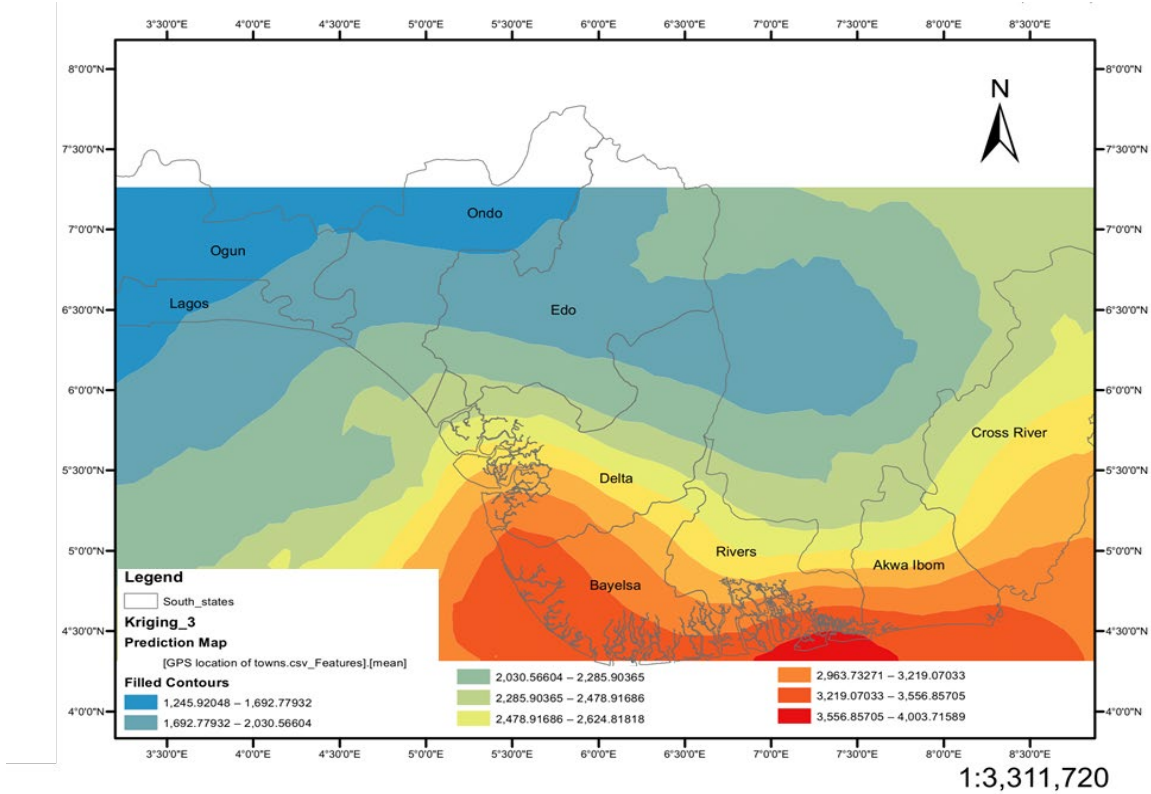 3°30'0"E 4°0'0"E 4°30'0"E 5°0'0"E 5°30'0"E 6°0'0"E 6°30'0"E 7°0'0"E 7°30'0"E 8°0'0"E 8°30'0"E
8°0'0"N 8°0'0"N
N
7°30'0"N 7°30'0"N
Ondo
7°0'0"N 7°0'0"N
Ogun
Lagos
Edo
6°30'0"N 6°30'0"N
6°0'0"N 6°0'0"N
Cross River
5°30'0"N 5°30'0"N
Delta
5°0'0"N 5°0'0"N
Rivers
Akwa Ibom
Bayelsa
4°30'0"N 4°30'0"N
4°0'0"N 4°0'0"N
Legend
South_states
Kriging_3
Prediction Map
[GPS location of towns.csv_Features].[mean]
Filled Contours
1,245.92048 – 1,692.77932
1,692.77932 – 2,030.56604
2,030.56604 – 2,285.90365
2,285.90365 – 2,478.91686
2,478.91686 – 2,624.81818
2,963.73271 – 3,219.07033
3,219.07033 – 3,556.85705
3,556.85705 – 4,003.71589
3°30'0"E 4°0'0"E 4°30'0"E 5°0'0"E 5°30'0"E 6°0'0"E 6°30'0"E 7°0'0"E 7°30'0"E 8°0'0"E 8°30'0"E
1:3,311,720